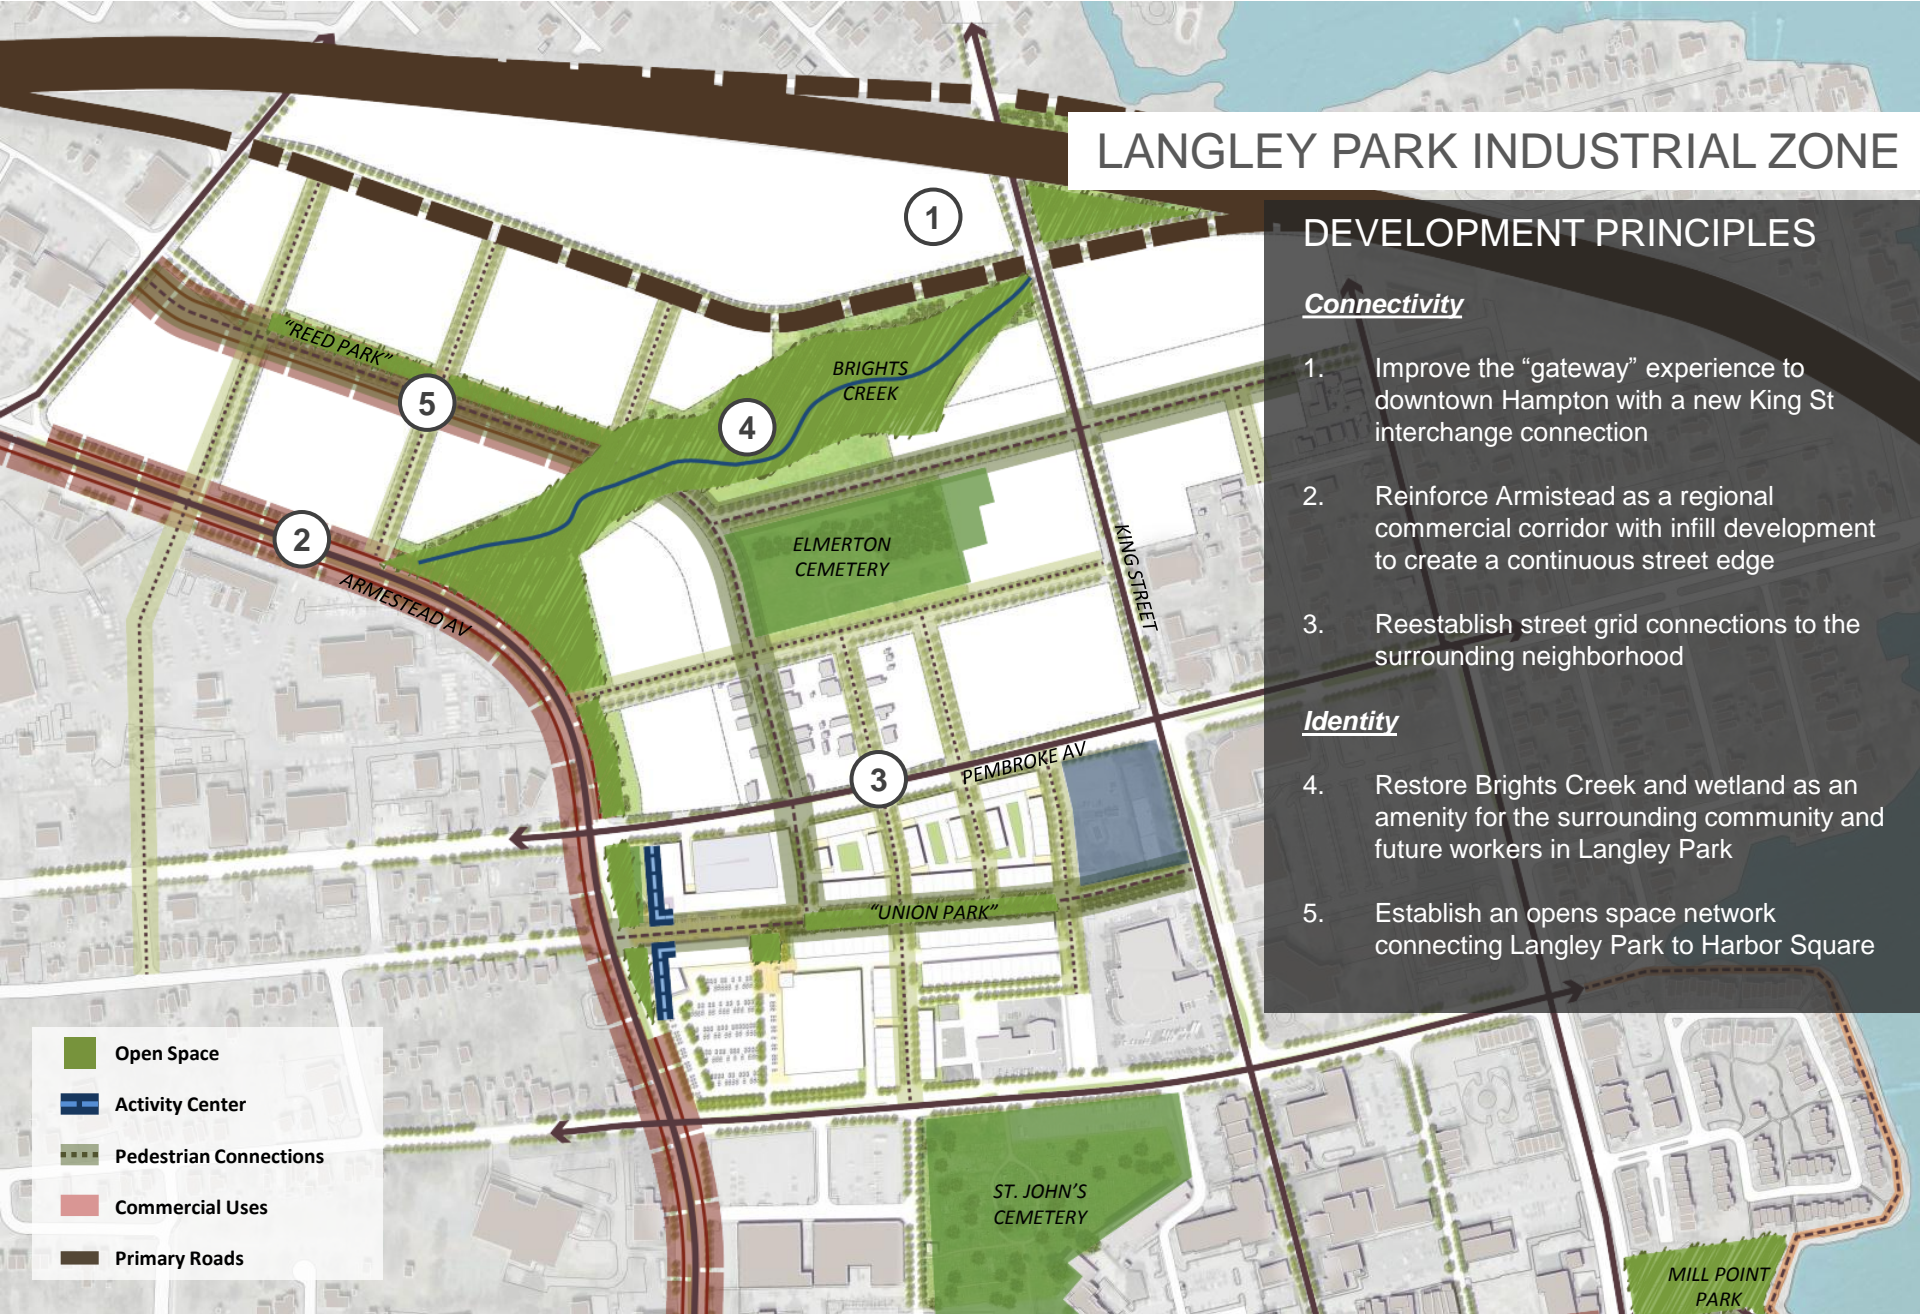 LANGLEY PARK INDUSTRIAL ZONE
DEVELOPMENT PRINCIPLES
Connectivity
1. Improve the “gateway” experience to
downtown Hampton with a new King St
interchange connection
2. Reinforce Armistead as a regional
commercial corridor with infill development
to create a continuous street edge
3. Reestablish street grid connections to the
surrounding neighborhood
Identity
4. Restore Brights Creek and wetland as an
amenity for the surrounding community and
future workers in Langley Park
5. Establish an opens space network
connecting Langley Park to Harbor Square
1
“REED PARK”
BRIGHTS
CREEK
5
4
2
ELMERTON
CEMETERY
KING STREET
ARMESTEAD AV
3
PEMBROKE AV
“UNION PARK”
ST. JOHN’S
CEMETERY
MILL POINT
PARK
Open Space
Activity Center
Pedestrian Connections
Commercial Uses
Primary Roads